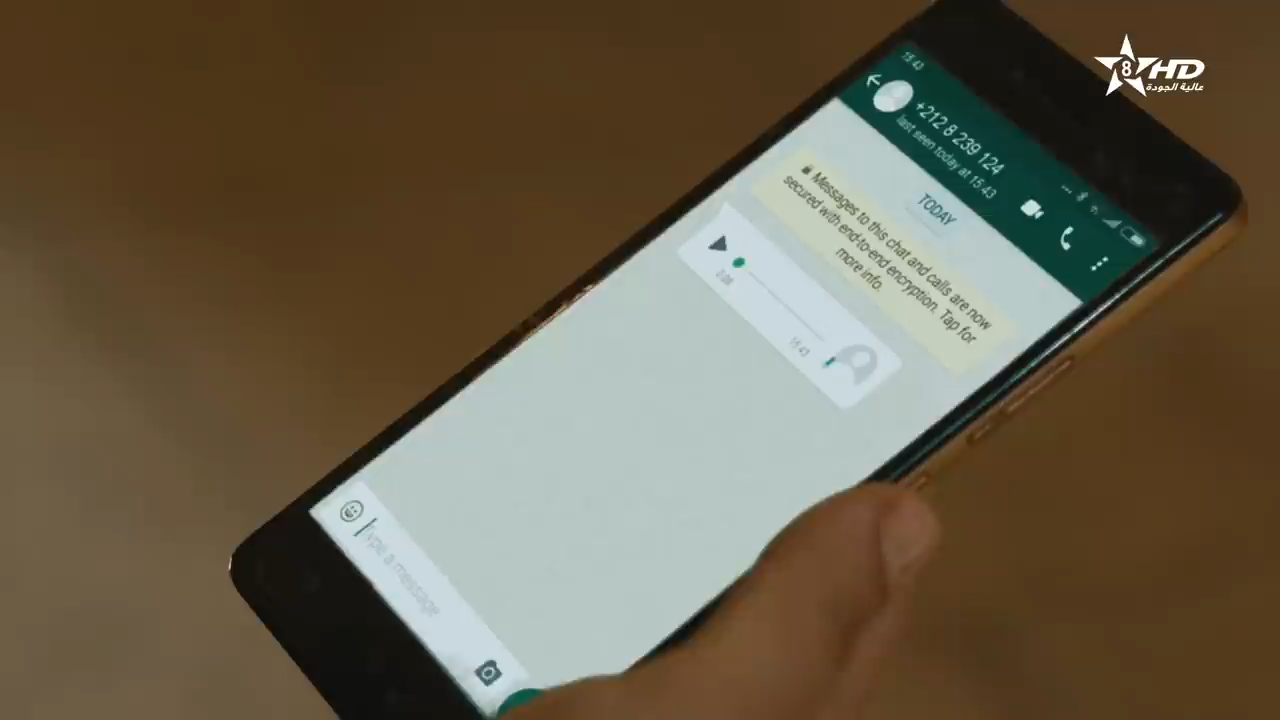 8 HD
عالية الجودة
15:43
+212 8 239 124
last seen today at 15:43
TODAY
Messages to this chat and calls are now
secured with end-to-end encryption. Tap for
more info.
15:43
Type a message